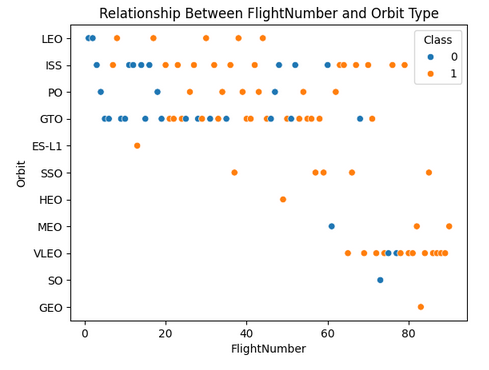 Relationship Between FlightNumber and Orbit Type
Class
0
1
Orbit
LEO
ISS
PO
GTO
ES-L1
SSO
HEO
MEO
VLEO
SO
GEO
0 20 40 60 80
FlightNumber